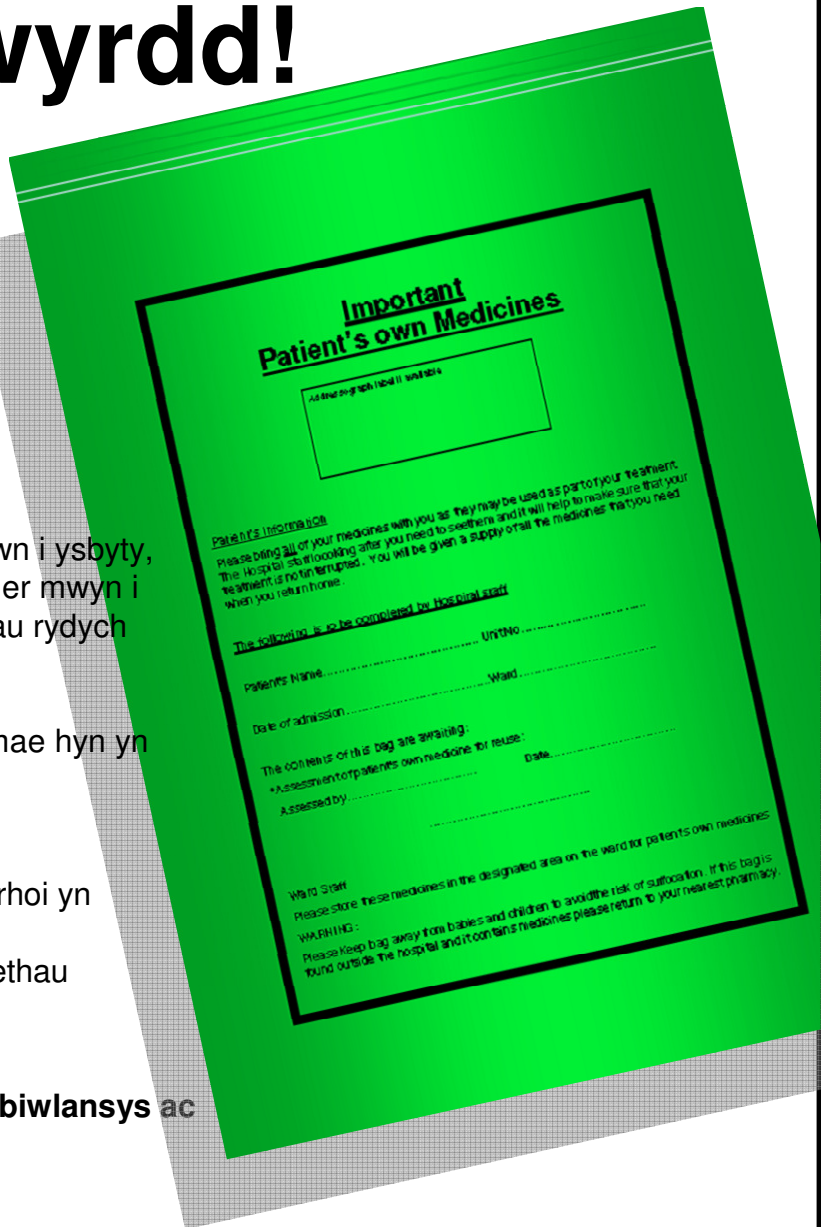 wyrdd!
wn i ysbyty,
er mwyn i
au rydych
mae hyn yn
rhoi yn
ethau
biwlansys ac
Important
Patient's own Medicines
Addressograph label if available
Patient's Information
Please bring all of your medicines with you as they may be used as part of your treatment.
The Hospital staff looking after you need to see them and it will help to make sure that your
treatment is not interrupted. You will be given a supply of all the medicines that you need
when you return home.
The following is to be completed by Hospital staff
Patient's Name.................................... Unit No............................
Date of admission.................................Ward................................
The contents of this bag are awaiting:
*Assessment of patient's own medicine for reuse:
Assessed by............................... Date............................
.......................................
Ward Staff
Please store these medicines in the designated area on the ward for patients own medicines
WARNING:
Please Keep bag away from babies and children to avoid the risk of suffocation. If this bag is
found outside the hospital and it contains medicines please return to your nearest pharmacy.